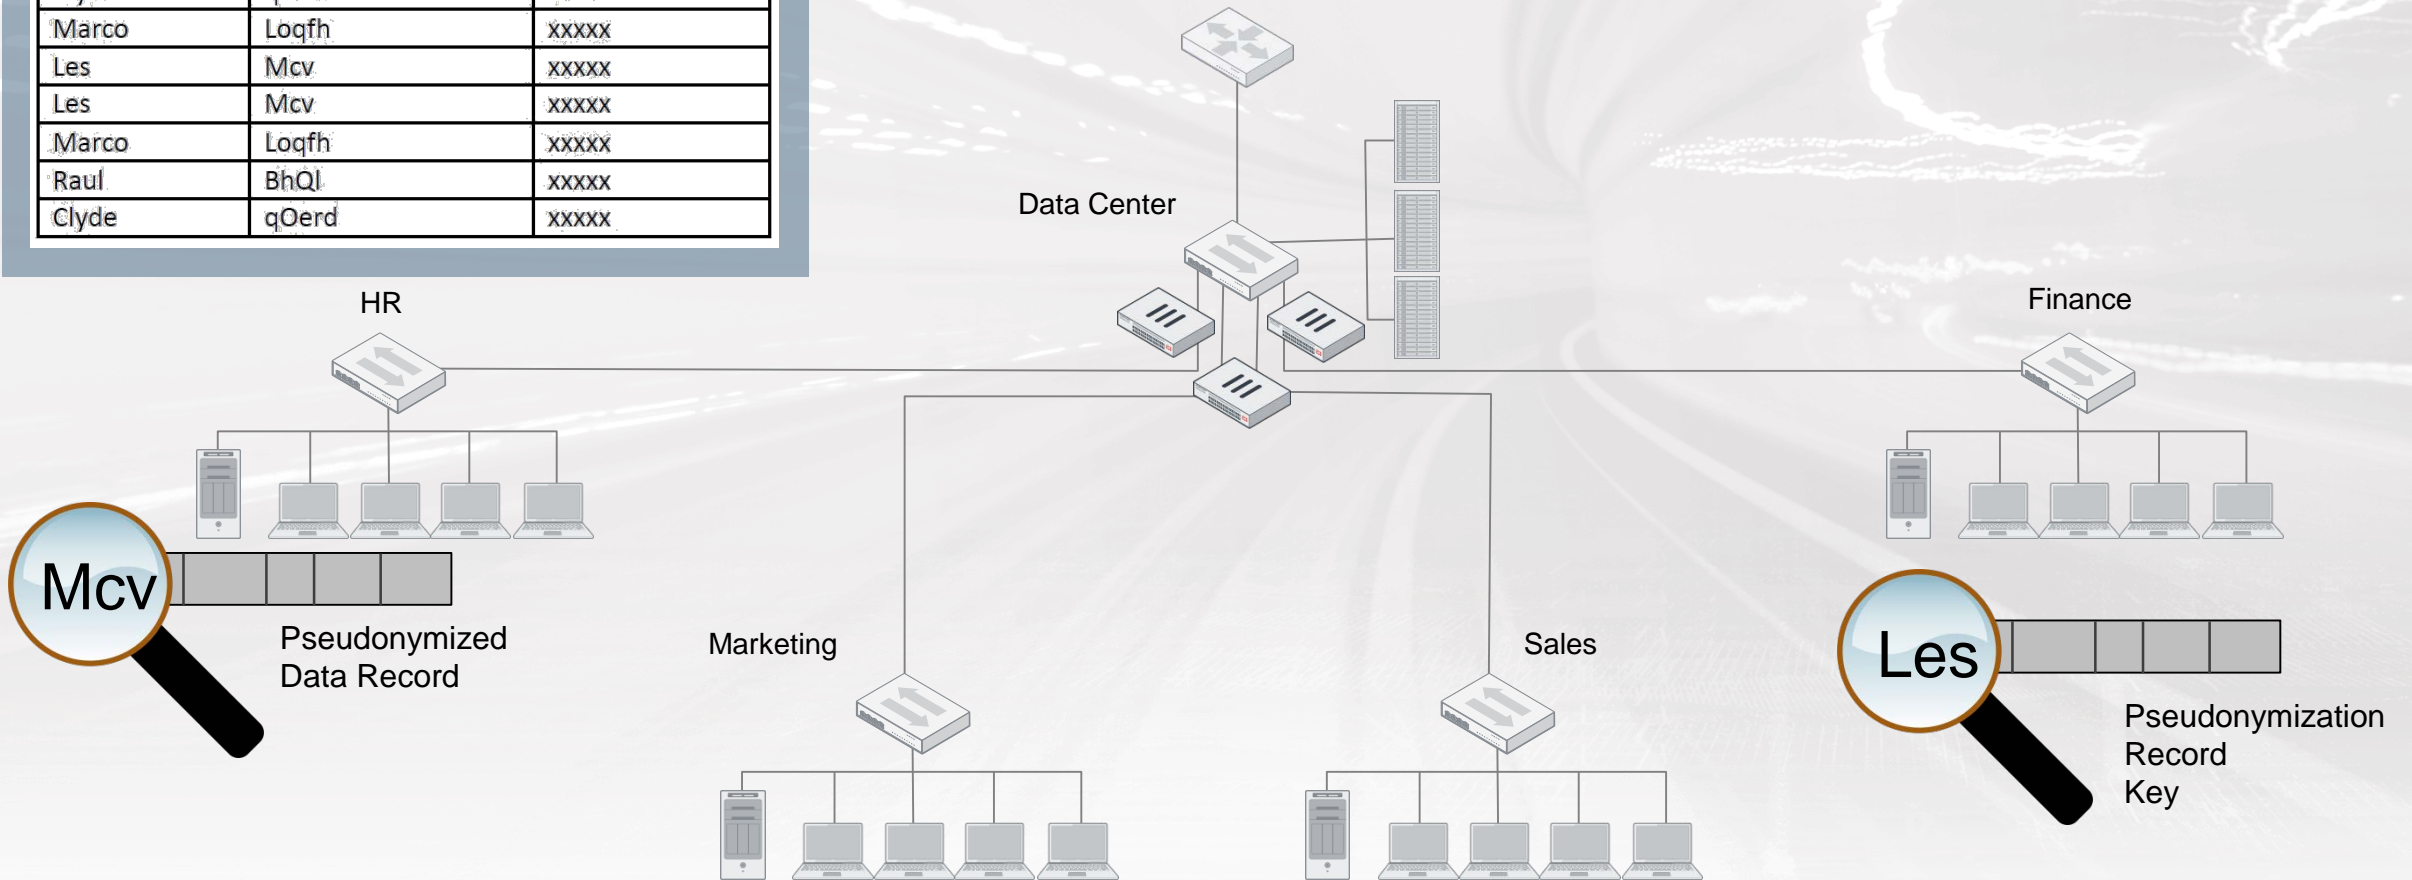 Marco Loqfh xxxxx
Les Mcv xxxxx
Les Mcv xxxxx
Marco Loqfh xxxxx
Raul BhQl xxxxx
Clyde qOerd xxxxx
Data Center
HR
Finance
Mcv
Pseudonymized
Data Record
Marketing
Sales
Les
Pseudonymization
Record
Key